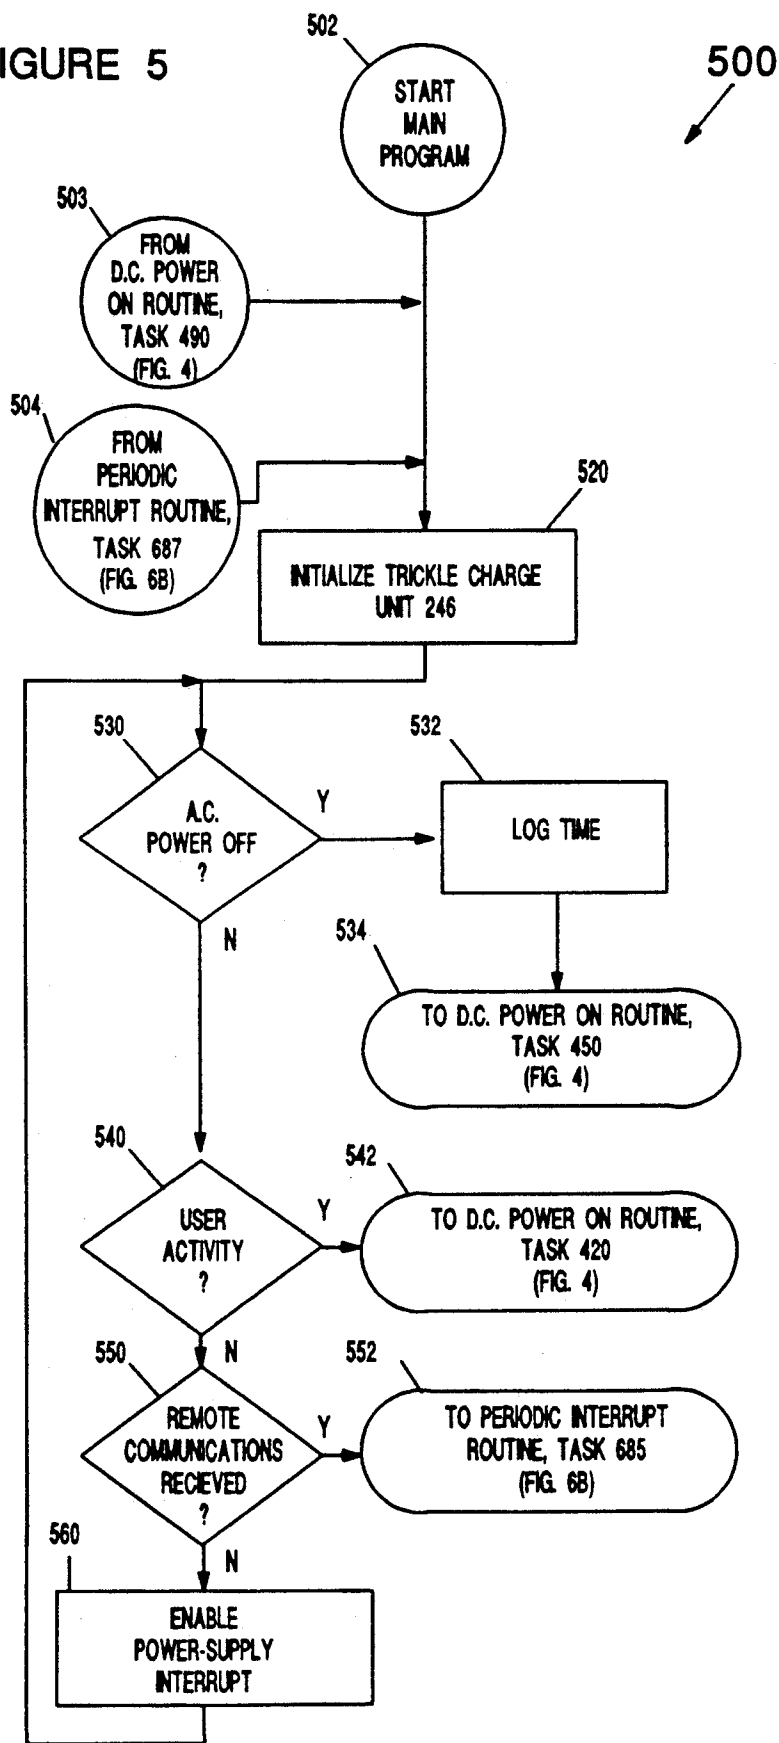 IGURE 5
500
502
START
MAIN
PROGRAM
503
FROM
D.C. POWER
ON ROUTINE,
TASK 490
(FIG. 4)
504
FROM
PERIODIC
INTERRUPT ROUTINE,
TASK 687
(FIG. 6B)
520
INITIALIZE TRICKLE CHARGE
UNIT 246
530
A.C.
POWER OFF
?
Y
N
532
LOG TIME
534
TO D.C. POWER ON ROUTINE,
TASK 450
(FIG. 4)
540
USER
ACTIVITY
?
Y
N
542
TO D.C. POWER ON ROUTINE,
TASK 420
(FIG. 4)
550
REMOTE
COMMUNICATIONS
RECIEVED
?
Y
N
552
TO PERIODIC INTERRUPT
ROUTINE, TASK 685
(FIG. 6B)
560
ENABLE
POWER-SUPPLY
INTERRUPT